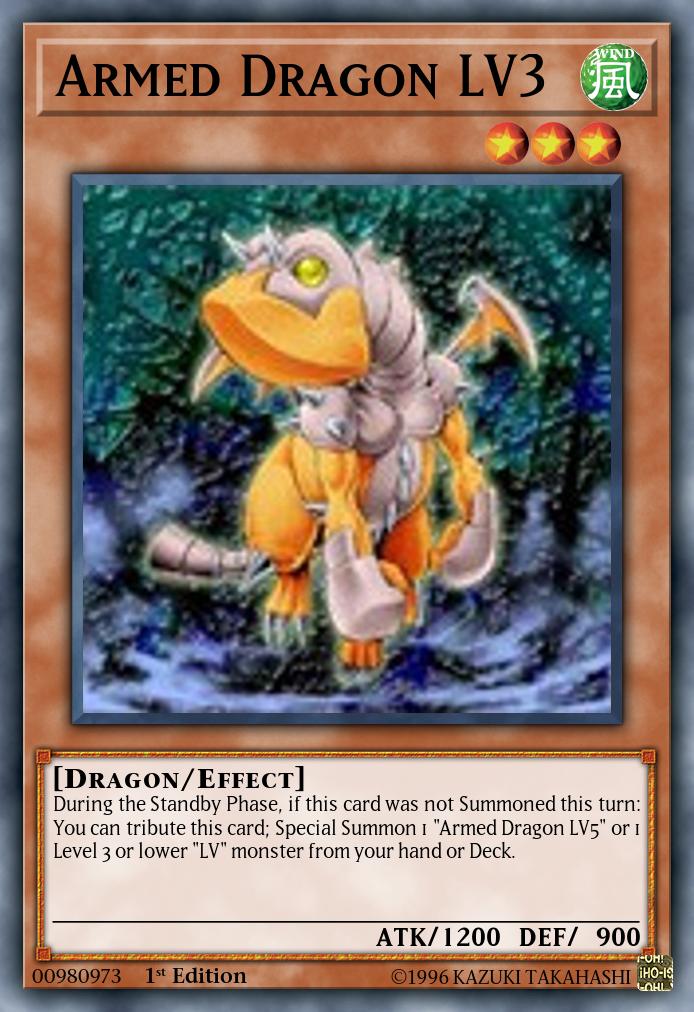 ARMED DRAGON LV3
WIND
風
[DRAGON/EFFECT]
During the Standby Phase, if this card was not Summoned this turn:
You can tribute this card; Special Summon 1 "Armed Dragon LV5" or 1
Level 3 or lower "LV" monster from your hand or Deck.
ATK/1200 DEF/ 900
00980973 1st Edition ©1996 KAZUKI TAKAHASHI